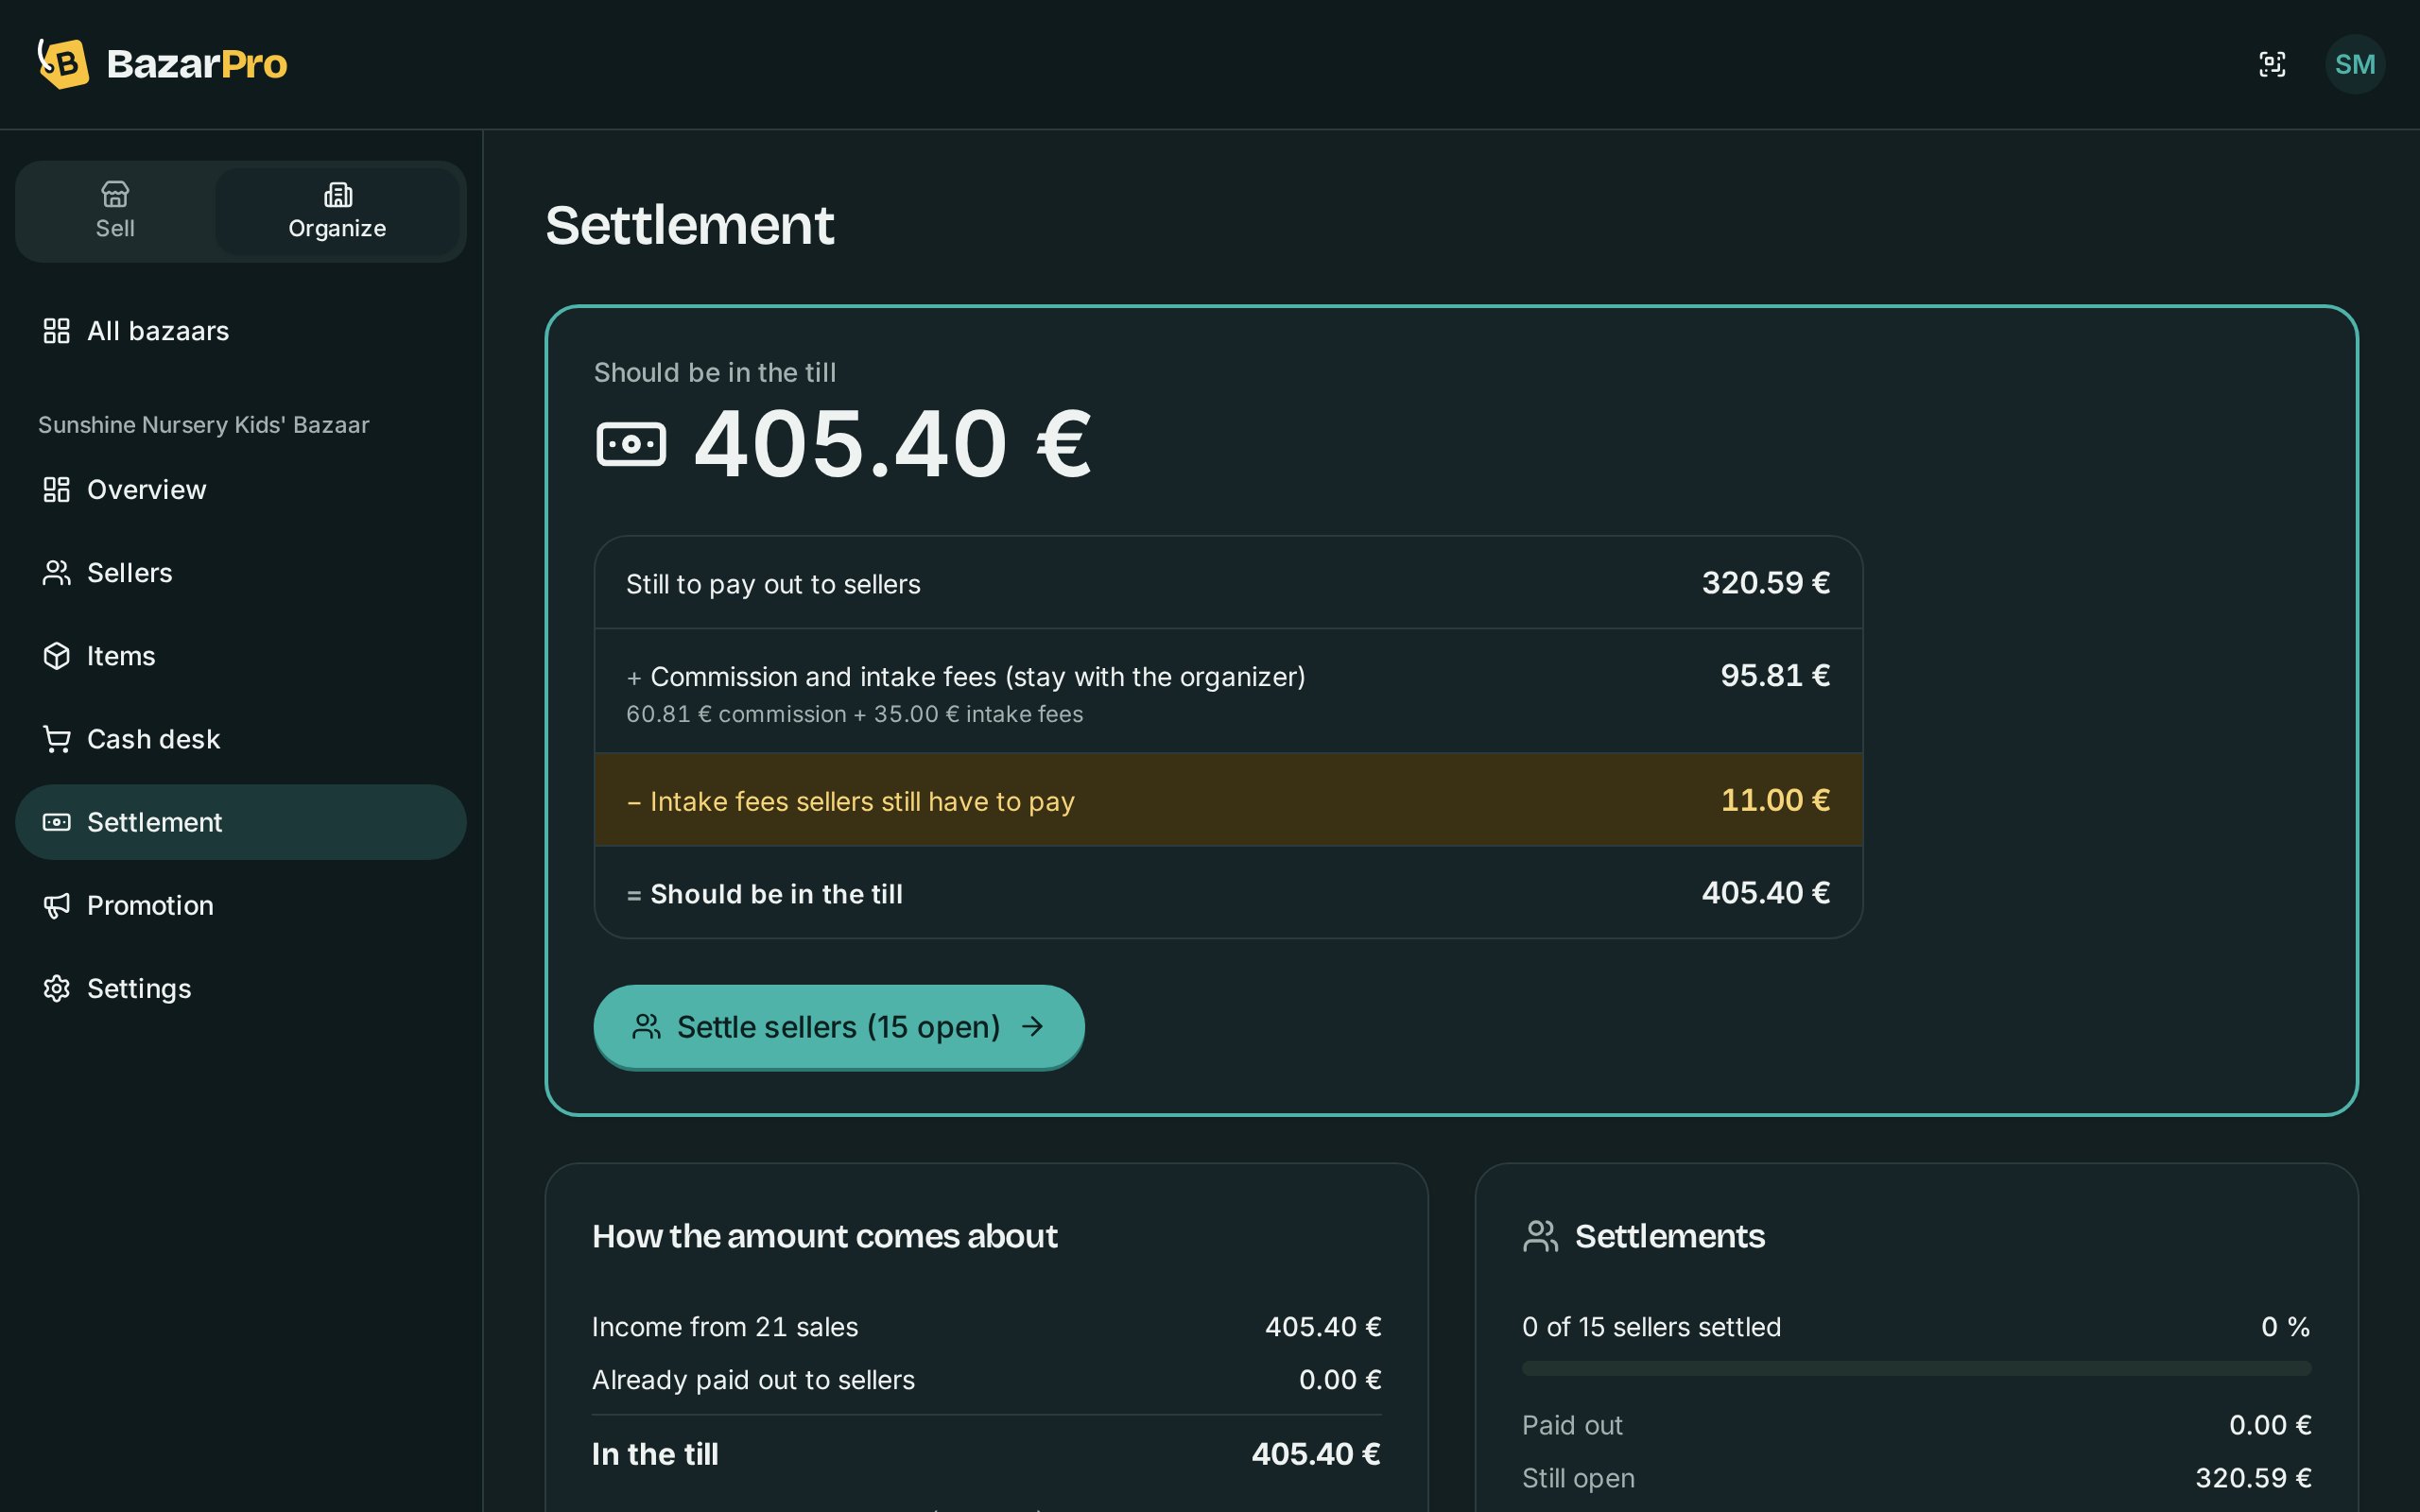 B BazarPro
SM
Sell
Organize
All bazaars
Sunshine Nursery Kids' Bazaar
Overview
Sellers
Items
Cash desk
Settlement
Promotion
Settings
Settlement
Should be in the till
405.40 €
Still to pay out to sellers 320.59 €
+ Commission and intake fees (stay with the organizer) 95.81 €
60.81 € commission + 35.00 € intake fees
− Intake fees sellers still have to pay 11.00 €
= Should be in the till 405.40 €
Settle sellers (15 open) →
How the amount comes about
Income from 21 sales 405.40 €
Already paid out to sellers 0.00 €
In the till 405.40 €
Settlements
0 of 15 sellers settled 0 %
Paid out 0.00 €
Still open 320.59 €